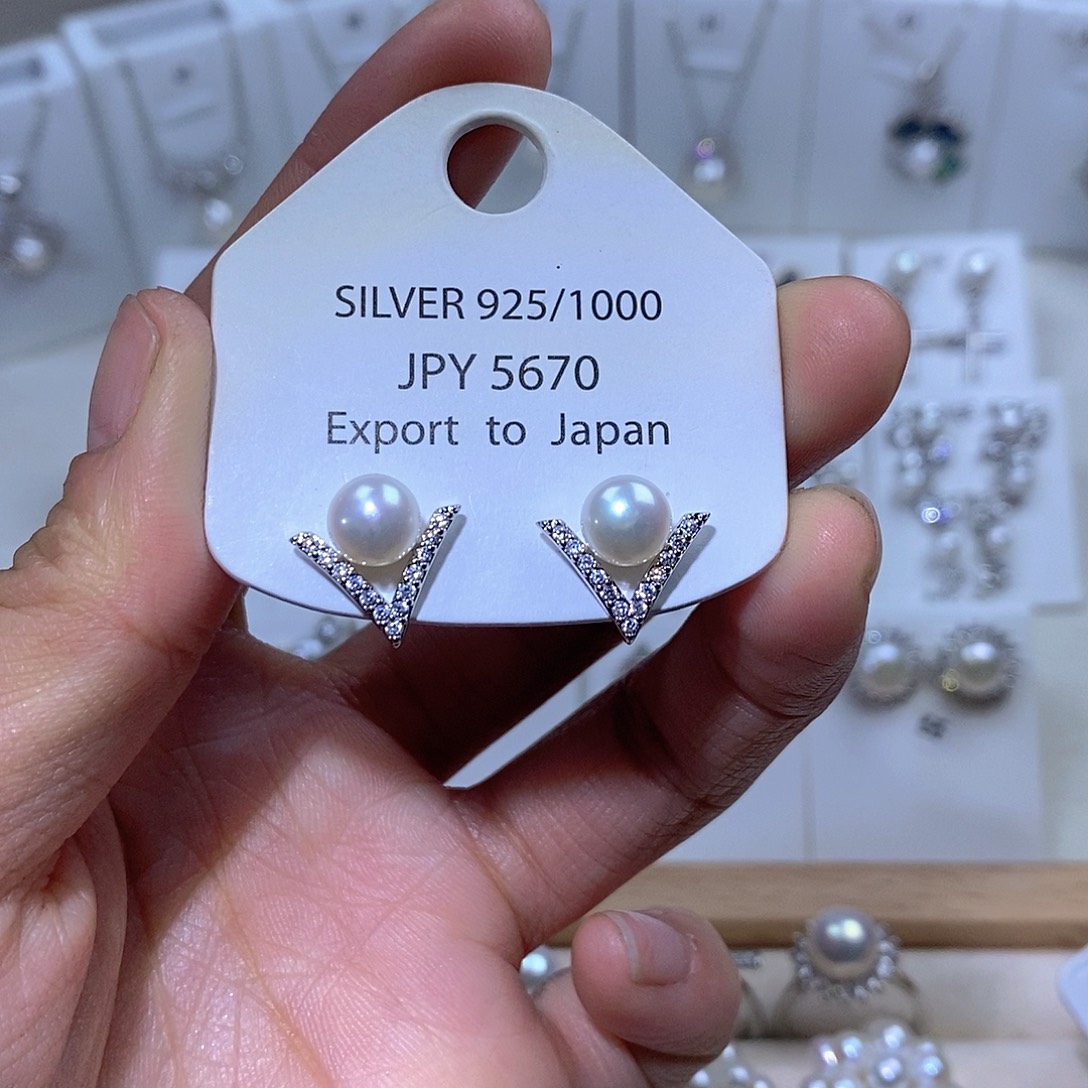 SILVER 925/1000
JPY 5670
Export to Japan